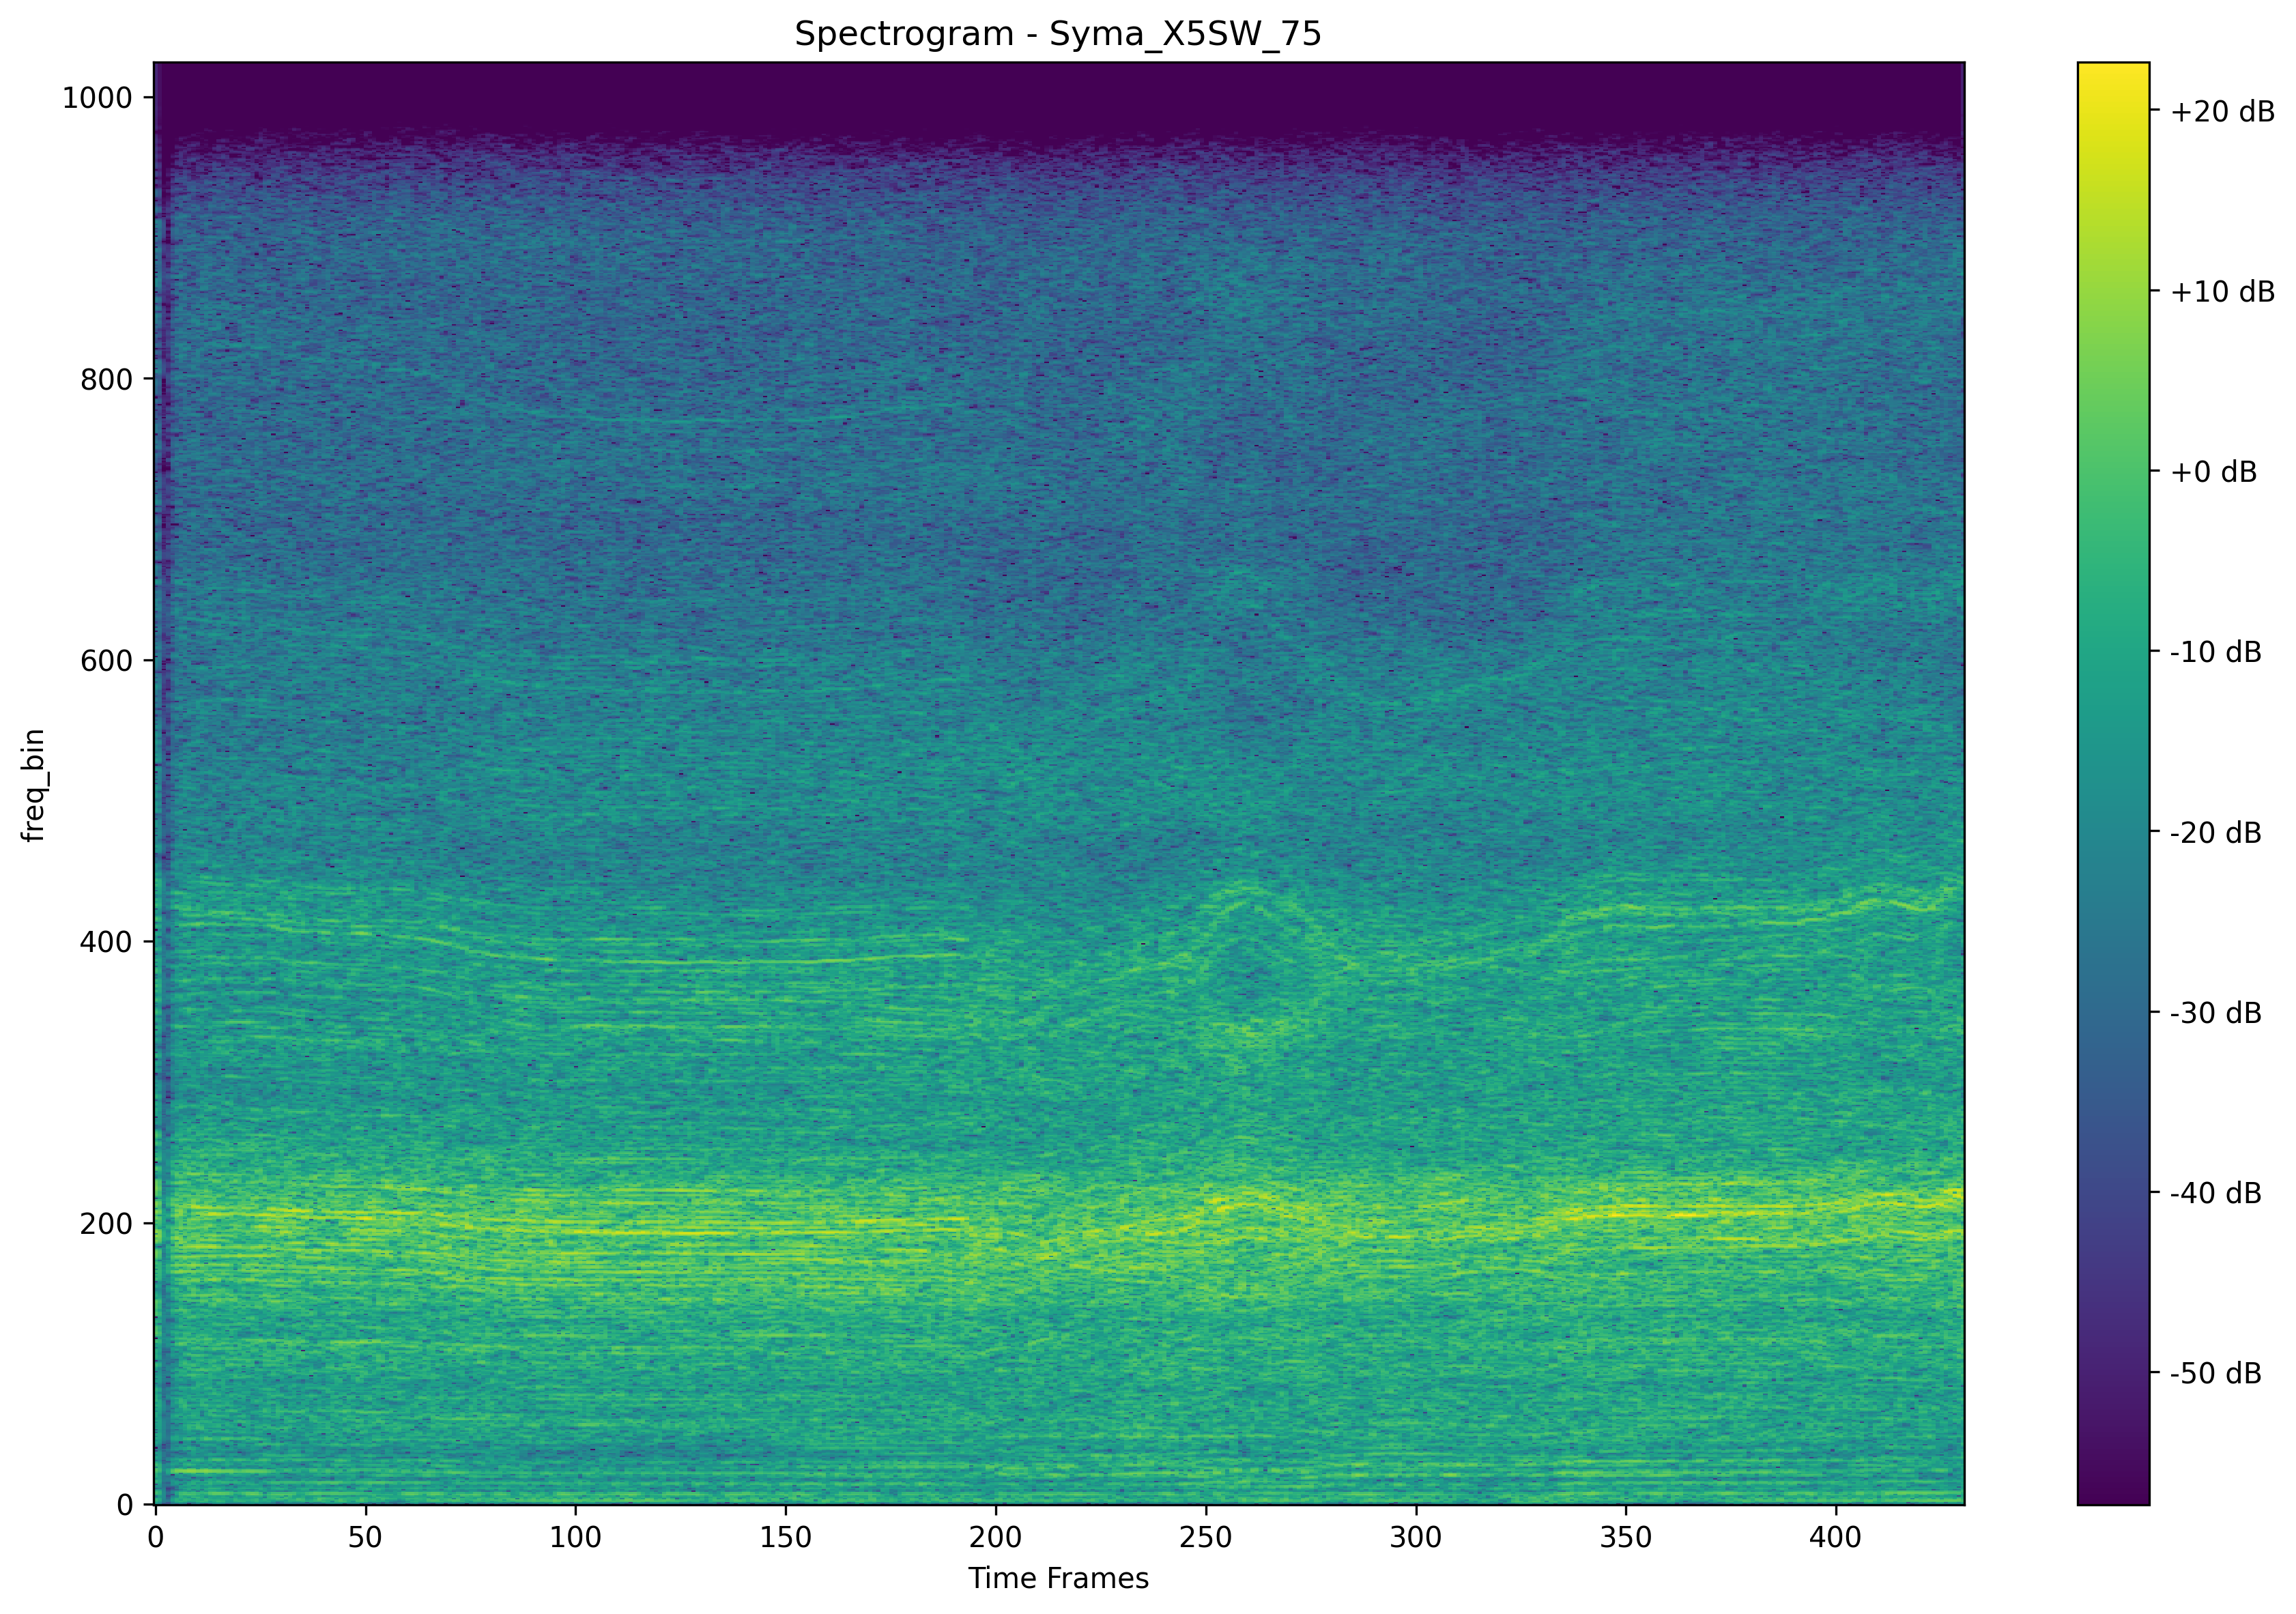 Spectrogram - Syma_X5SW_75
1000
800
600
400
200
0
freq_bin
0 50 100 150 200 250 300 350 400
Time Frames
+20 dB
+10 dB
+0 dB
-10 dB
-20 dB
-30 dB
-40 dB
-50 dB